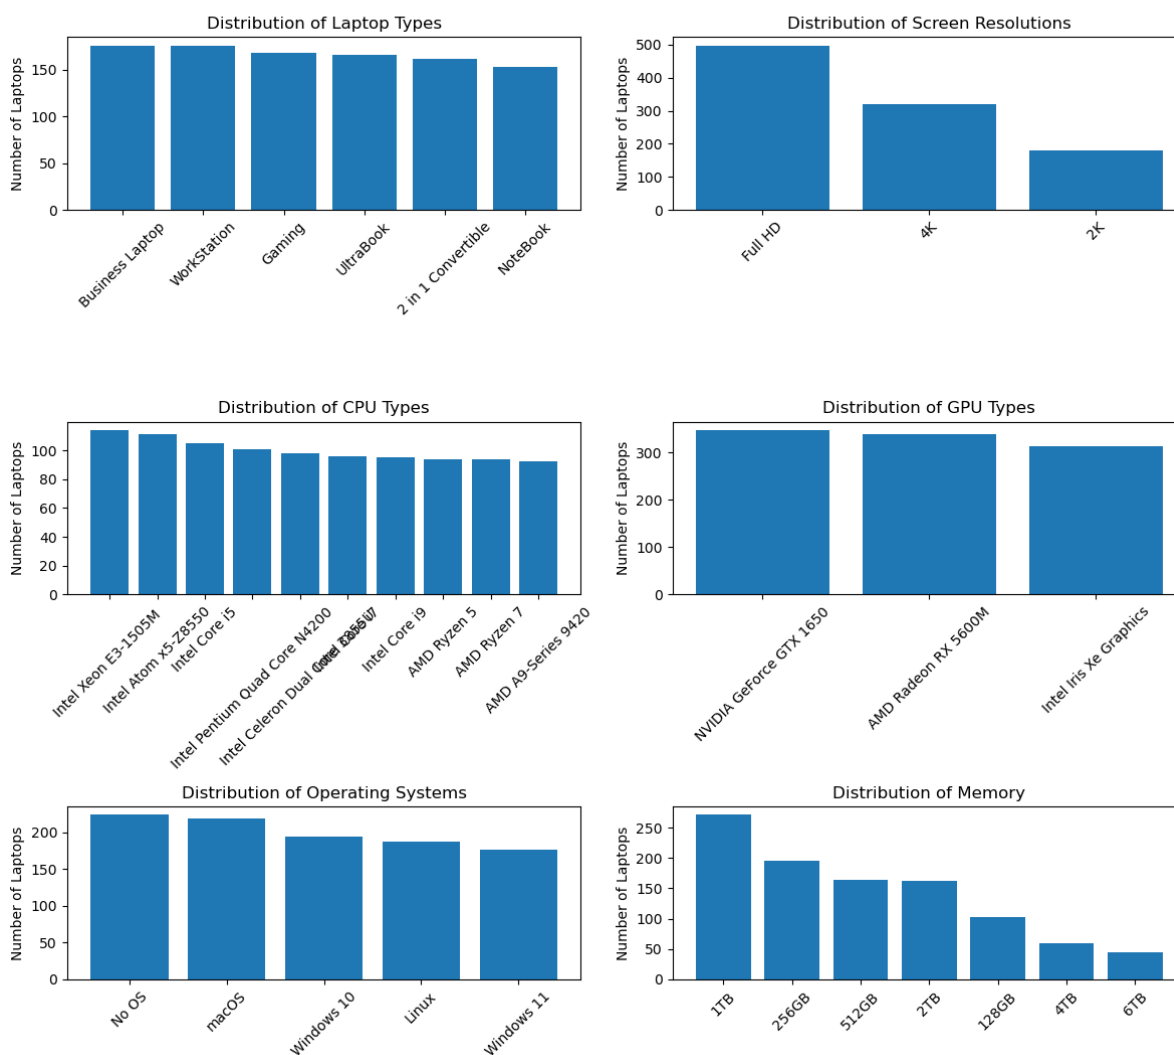 Distribution of Laptop Types
Number of Laptops
150
100
50
0
Business Laptop
WorkStation
Gaming
UltraBook
2 in 1 Convertible
NoteBook
Distribution of Screen Resolutions
Number of Laptops
500
400
300
200
100
0
Full HD
4K
2K
Distribution of CPU Types
Number of Laptops
100
80
60
40
20
0
Intel Xeon E3-1505M
Intel Atom x5-Z8550
Intel Core i5
Intel Pentium Quad Core N4200
Intel Celeron Dual Core
Intel Core i7
Intel Core i9
AMD Ryzen 5
AMD Ryzen 7
AMD A9-Series 9420
Distribution of GPU Types
Number of Laptops
300
200
100
0
NVIDIA GeForce GTX 1650
AMD Radeon RX 5600M
Intel Iris Xe Graphics
Distribution of Operating Systems
Number of Laptops
200
150
100
50
0
No OS
macOS
Windows 10
Linux
Windows 11
Distribution of Memory
Number of Laptops
250
200
150
100
50
0
1TB
256GB
512GB
2TB
128GB
4TB
6TB